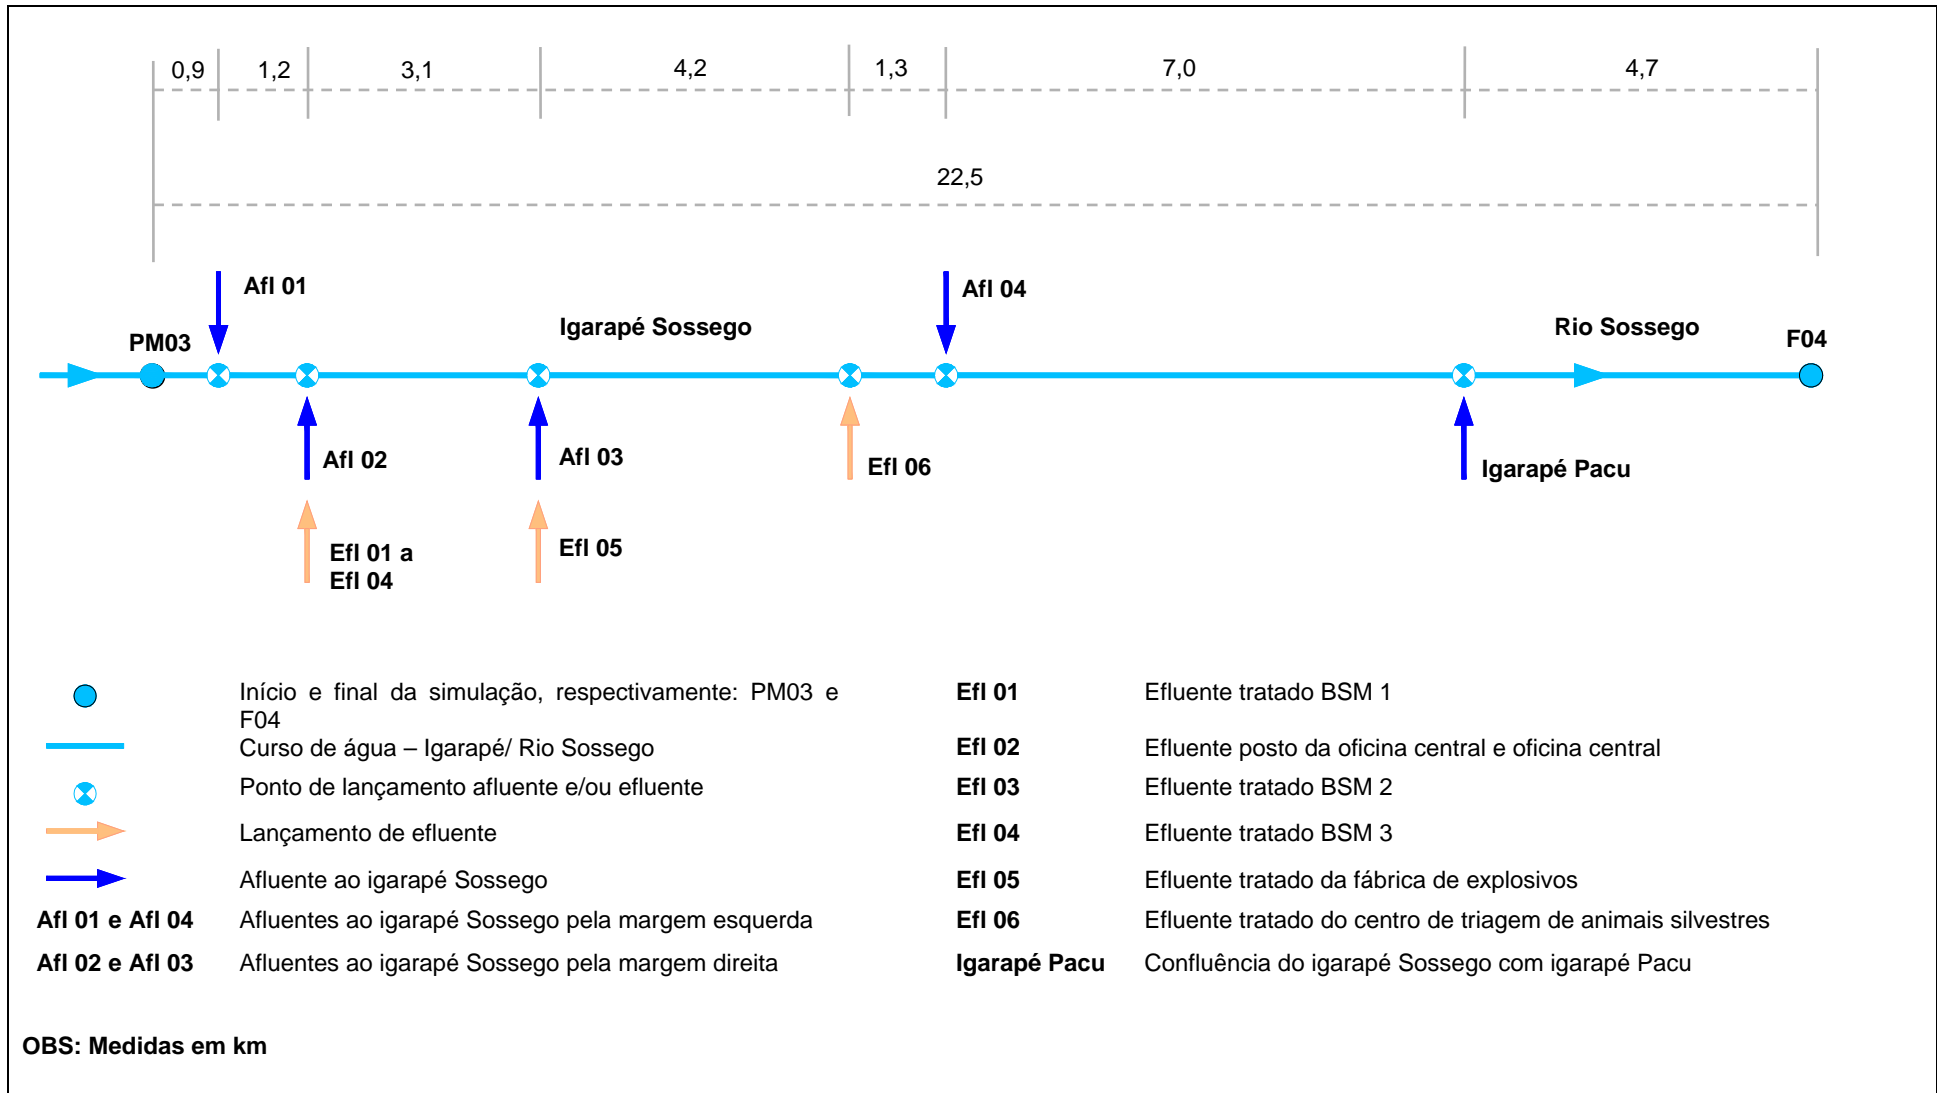 0,9 1,2 3,1 4,2 1,3 7,0 4,7
22,5
Afl 01 Afl 04
Igarapé Sossego Rio Sossego
PM03 F04
Afl 02 Afl 03 Efl 06 Igarapé Pacu
Efl 01 a Efl 05
Efl 04
Início e final da simulação, respectivamente: PM03 e
F04
Curso de água – Igarapé/ Rio Sossego
Ponto de lançamento afluente e/ou efluente
Lançamento de efluente
Afluente ao igarapé Sossego
Afl 01 e Afl 04 Afluentes ao igarapé Sossego pela margem esquerda
Afl 02 e Afl 03 Afluentes ao igarapé Sossego pela margem direita
Efl 01 Efluente tratado BSM 1
Efl 02 Efluente posto da oficina central e oficina central
Efl 03 Efluente tratado BSM 2
Efl 04 Efluente tratado BSM 3
Efl 05 Efluente tratado da fábrica de explosivos
Efl 06 Efluente tratado do centro de triagem de animais silvestres
Igarapé Pacu Confluência do igarapé Sossego com igarapé Pacu
OBS: Medidas em km